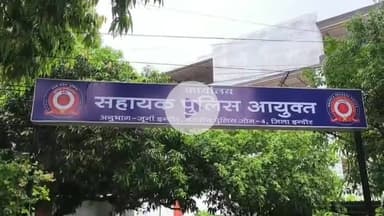 कार्यालय
सहायक पुलिस आयुक्त
अनुभाग-जूनी इन्दौर पुलिस जोन-4, जिला इन्दौर